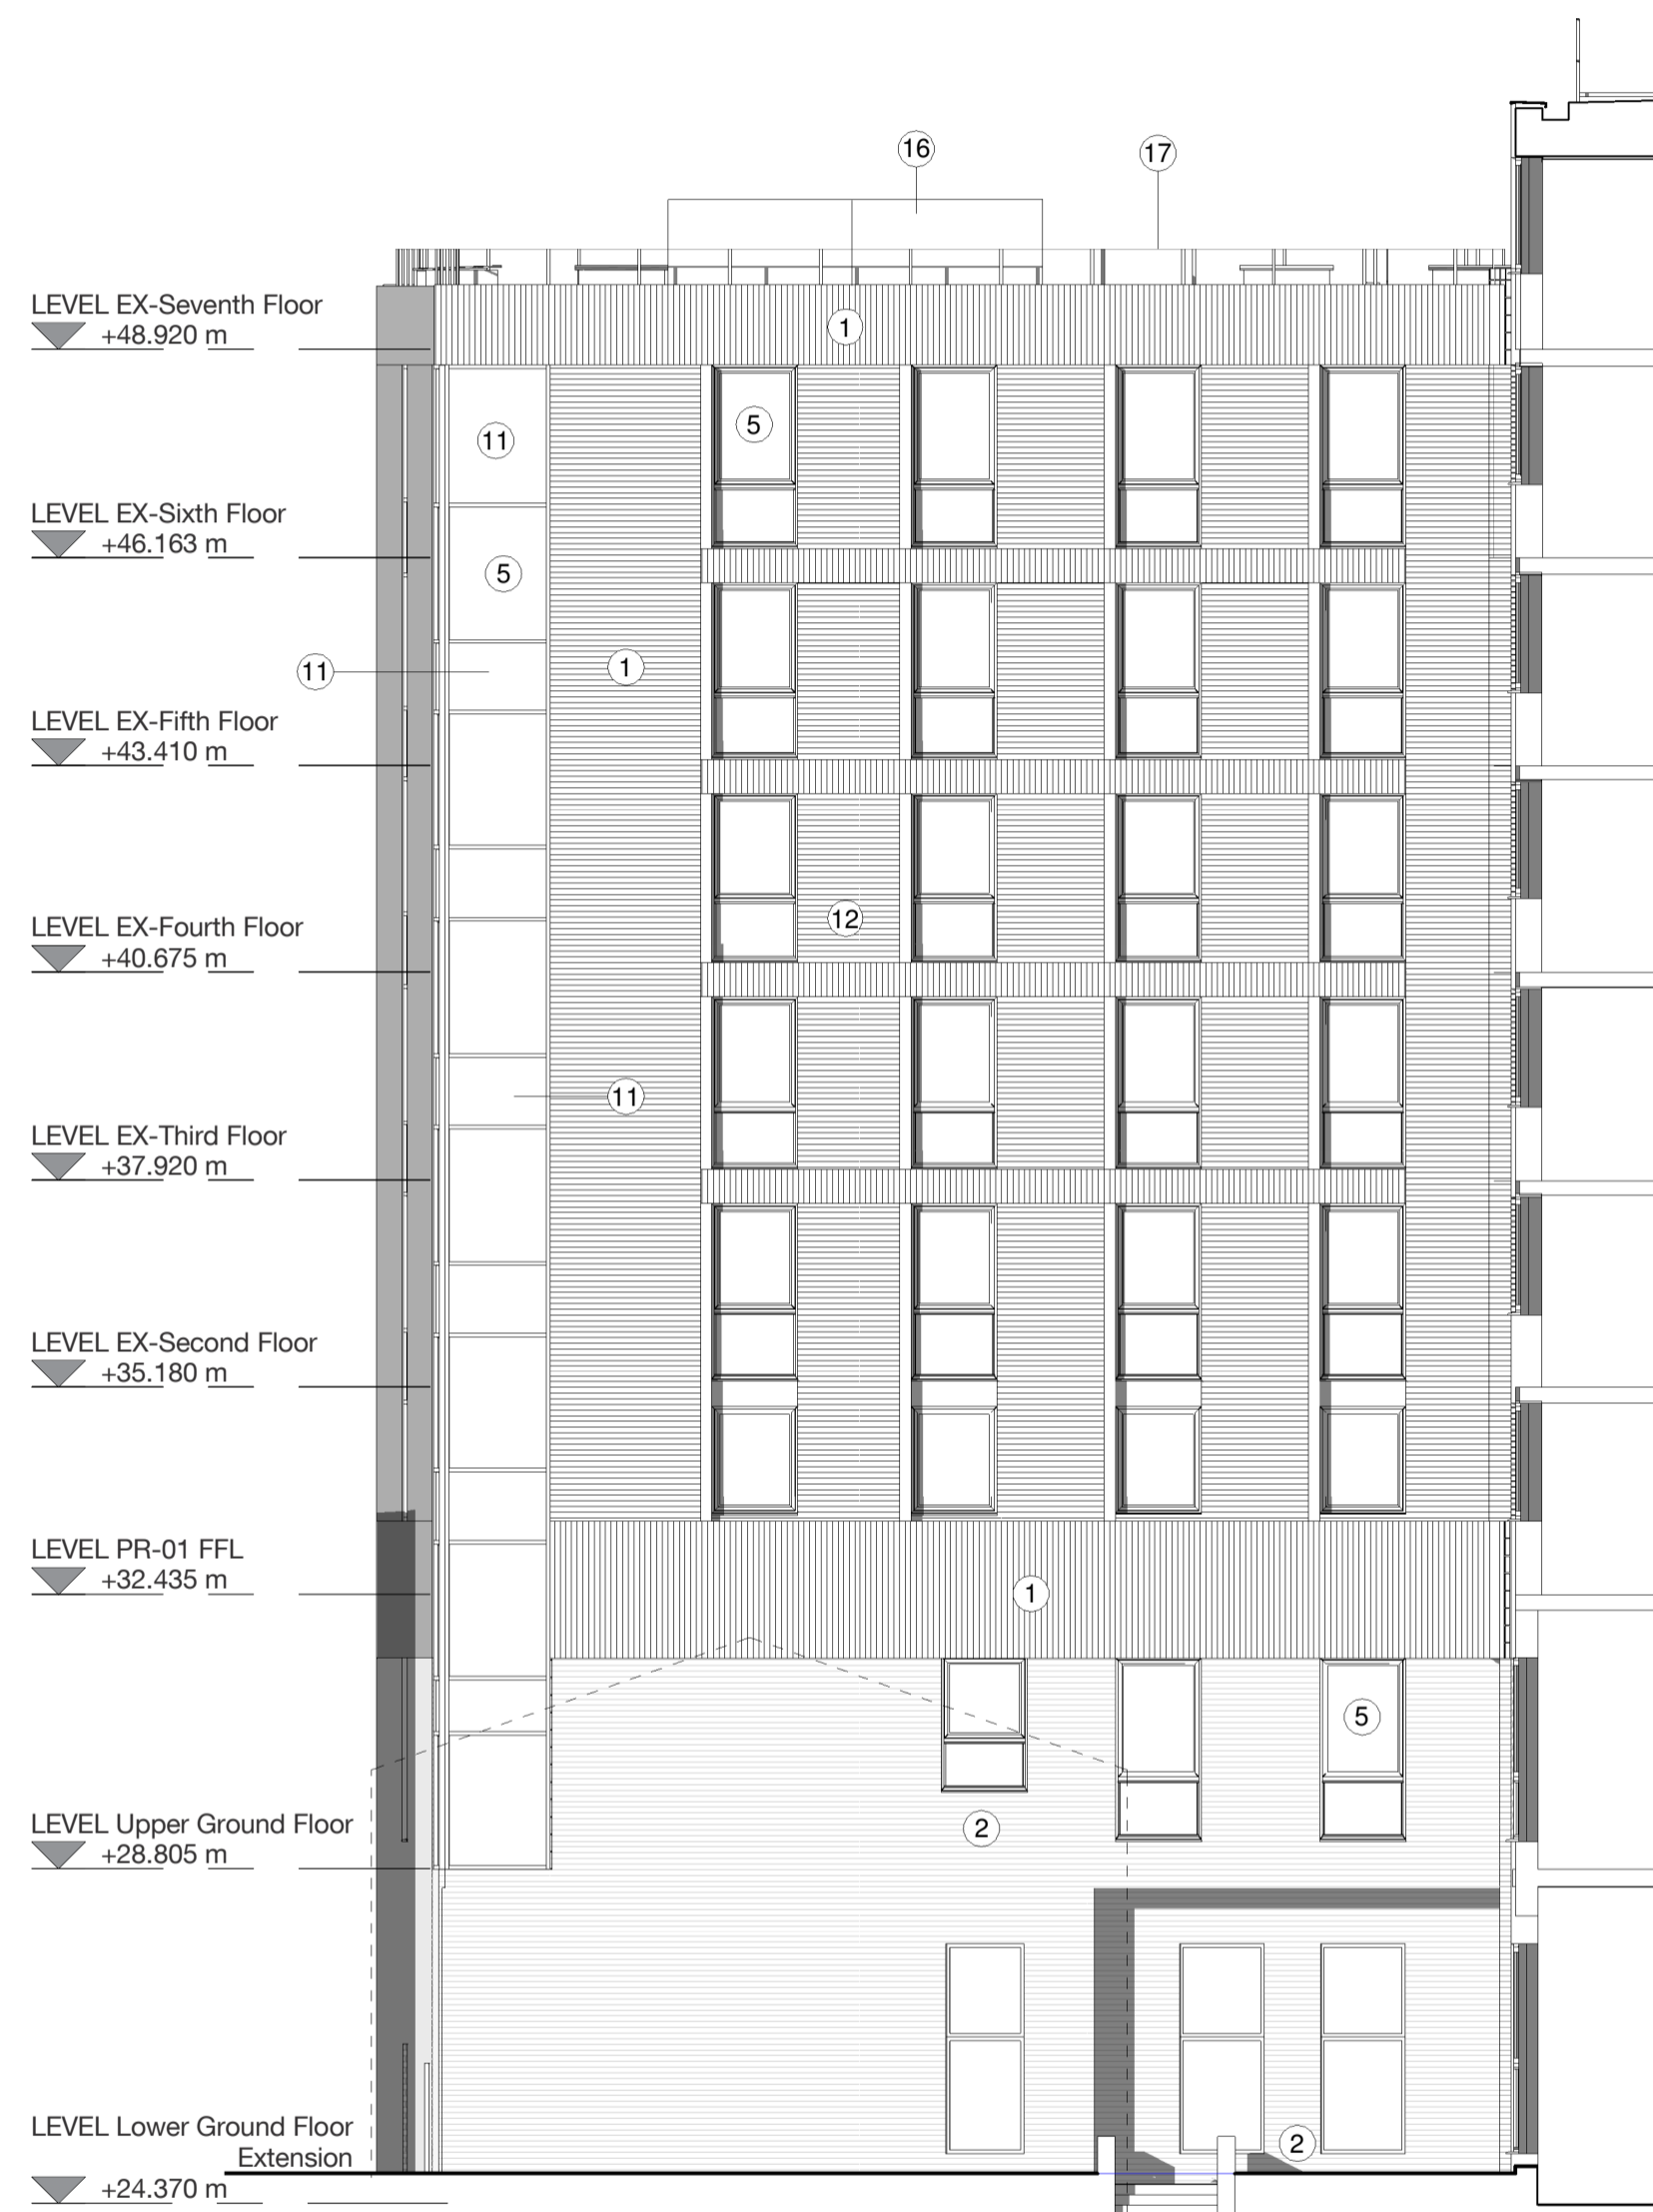 16
17
LEVEL EX-Seventh Floor
+48.920 m
1
5
11
LEVEL EX-Sixth Floor
+46.163 m
5
11
1
LEVEL EX-Fifth Floor
+43.410 m
12
LEVEL EX-Fourth Floor
+40.675 m
11
LEVEL EX-Third Floor
+37.920 m
LEVEL EX-Second Floor
+35.180 m
LEVEL PR-01 FFL
+32.435 m
1
5
2
LEVEL Upper Ground Floor
+28.805 m
LEVEL Lower Ground Floor
Extension
2
+24.370 m